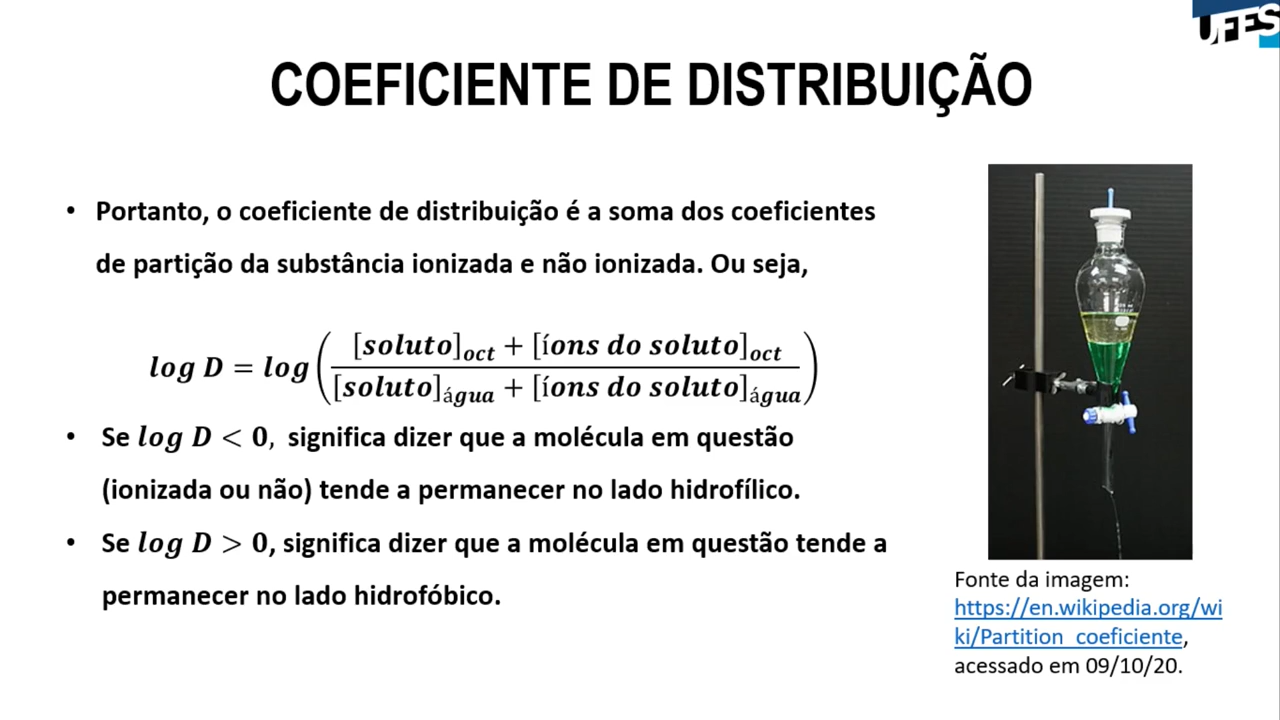 UFES
COEFICIENTE DE DISTRIBUIÇÃO
• Portanto, o coeficiente de distribuição é a soma dos coeficientes
de partição da substância ionizada e não ionizada. Ou seja,
log D = log ( [soluto]oct + [íons do soluto]oct / [soluto]água + [íons do soluto]água )
• Se log D < 0, significa dizer que a molécula em questão
(ionizada ou não) tende a permanecer no lado hidrofílico.
• Se log D > 0, significa dizer que a molécula em questão tende a
permanecer no lado hidrofóbico.
Fonte da imagem:
https://en.wikipedia.org/wi
ki/Partition_coeficiente,
acessado em 09/10/20.